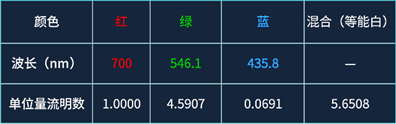 颜色 红 绿 蓝 混合（等能白）
波长（nm） 700 546.1 435.8 —
单位量流明数 1.0000 4.5907 0.0691 5.6508